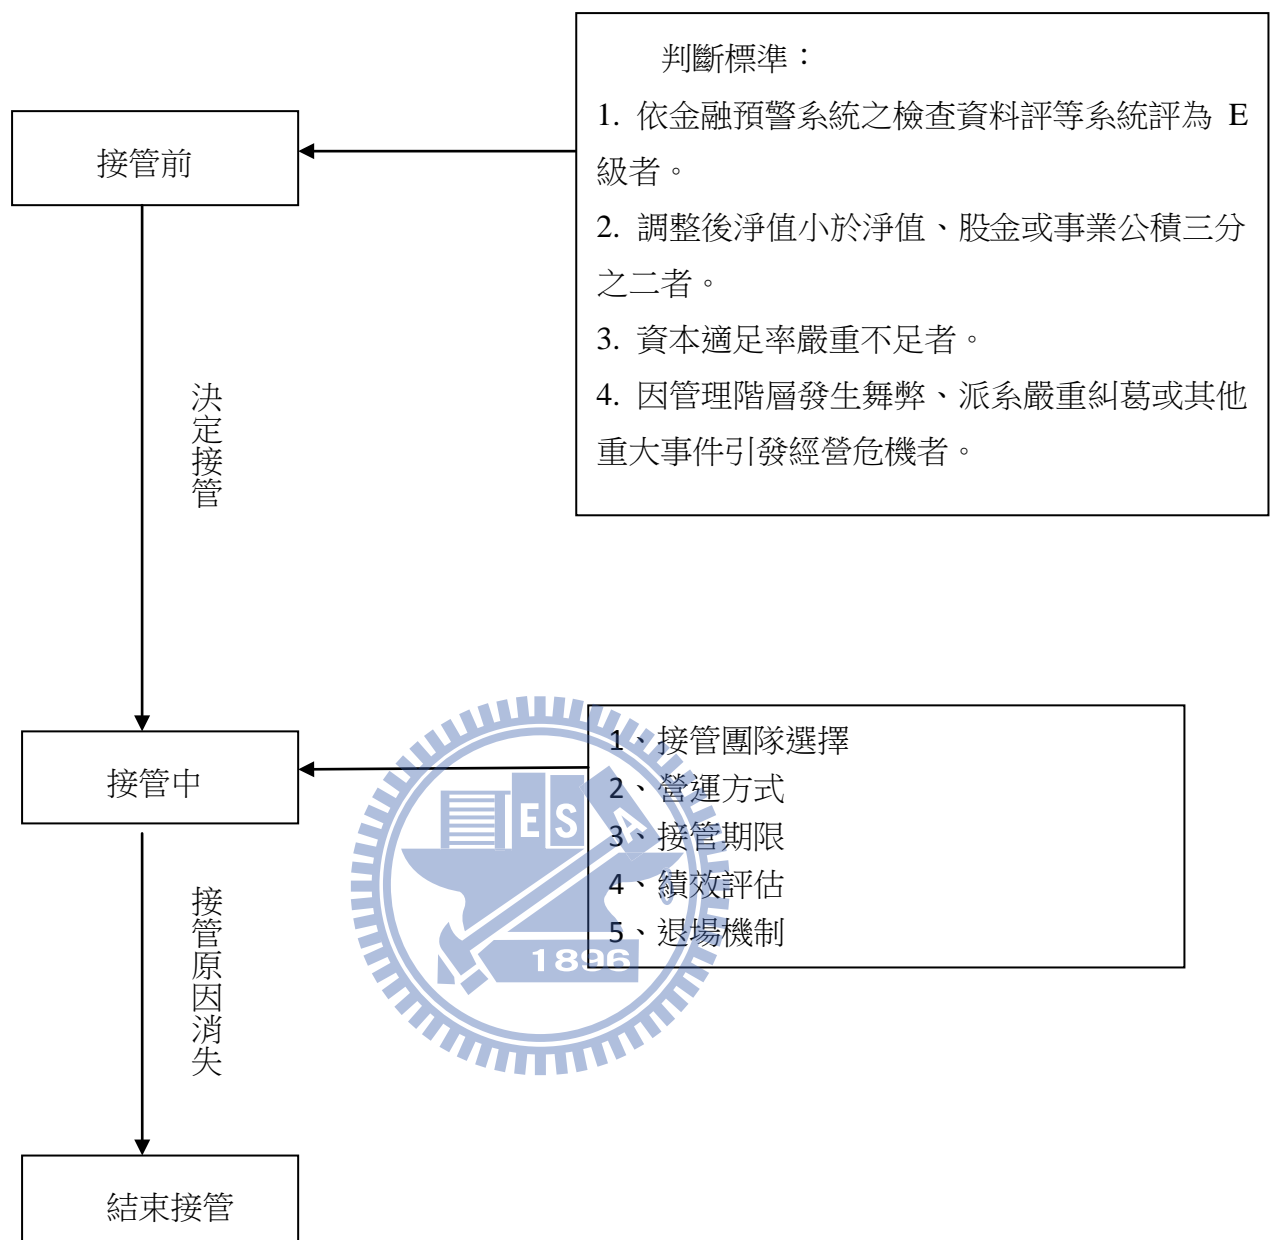 判斷標準：
1. 依金融預警系統之檢查資料評等系統評為 E
級者。
2. 調整後淨值小於淨值、股金或事業公積三分
之二者。
3. 資本適足率嚴重不足者。
4. 因管理階層發生舞弊、派系嚴重糾葛或其他
重大事件引發經營危機者。
接管前
決定接管
接管中
1、接管團隊選擇
2、營運方式
3、接管期限
4、績效評估
5、退場機制
E S A
1896
接管原因消失
結束接管